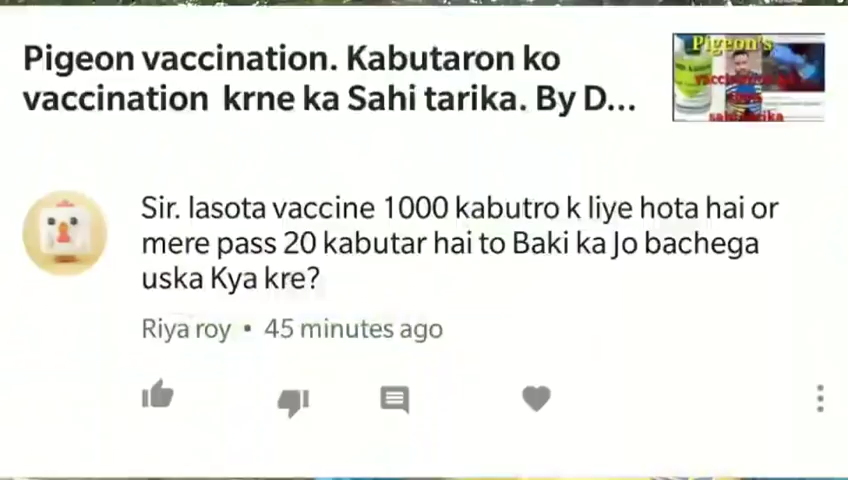 Pigeon vaccination. Kabutaron ko
vaccination krne ka Sahi tarika. By D...
Pigeon's
sahi tarika
Sir. lasota vaccine 1000 kabutro k liye hota hai or
mere pass 20 kabutar hai to Baki ka Jo bachega
uska Kya kre?
Riya roy • 45 minutes ago